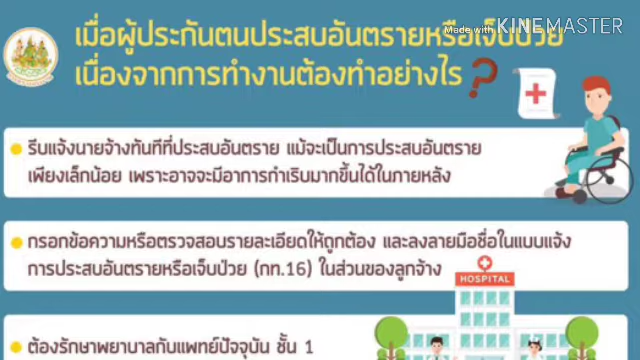 Made with KINEMASTER
เมื่อผู้ประกันตนประสบอันตรายหรือเจ็บป่วย
เนื่องจากการทำงานต้องทำอย่างไร ?
รีบแจ้งนายจ้างทันทีที่ประสบอันตราย แม้จะเป็นการประสบอันตราย
เพียงเล็กน้อย เพราะอาจจะมีอาการกำเริบมากขึ้นได้ในภายหลัง
กรอกข้อความหรือตรวจสอบรายละเอียดให้ถูกต้อง และลงลายมือชื่อในแบบแจ้ง
การประสบอันตรายหรือเจ็บป่วย (กท.16) ในส่วนของลูกจ้าง
HOSPITAL
ต้องรักษาพยาบาลกับแพทย์ปัจจุบัน ชั้น 1